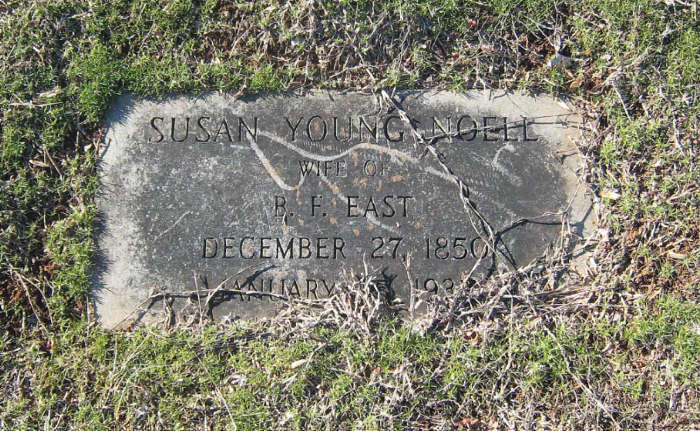 SUSAN YOUNG NOELL
WIFE OF
B. F. EAST
DECEMBER 27, 1850
JANUARY